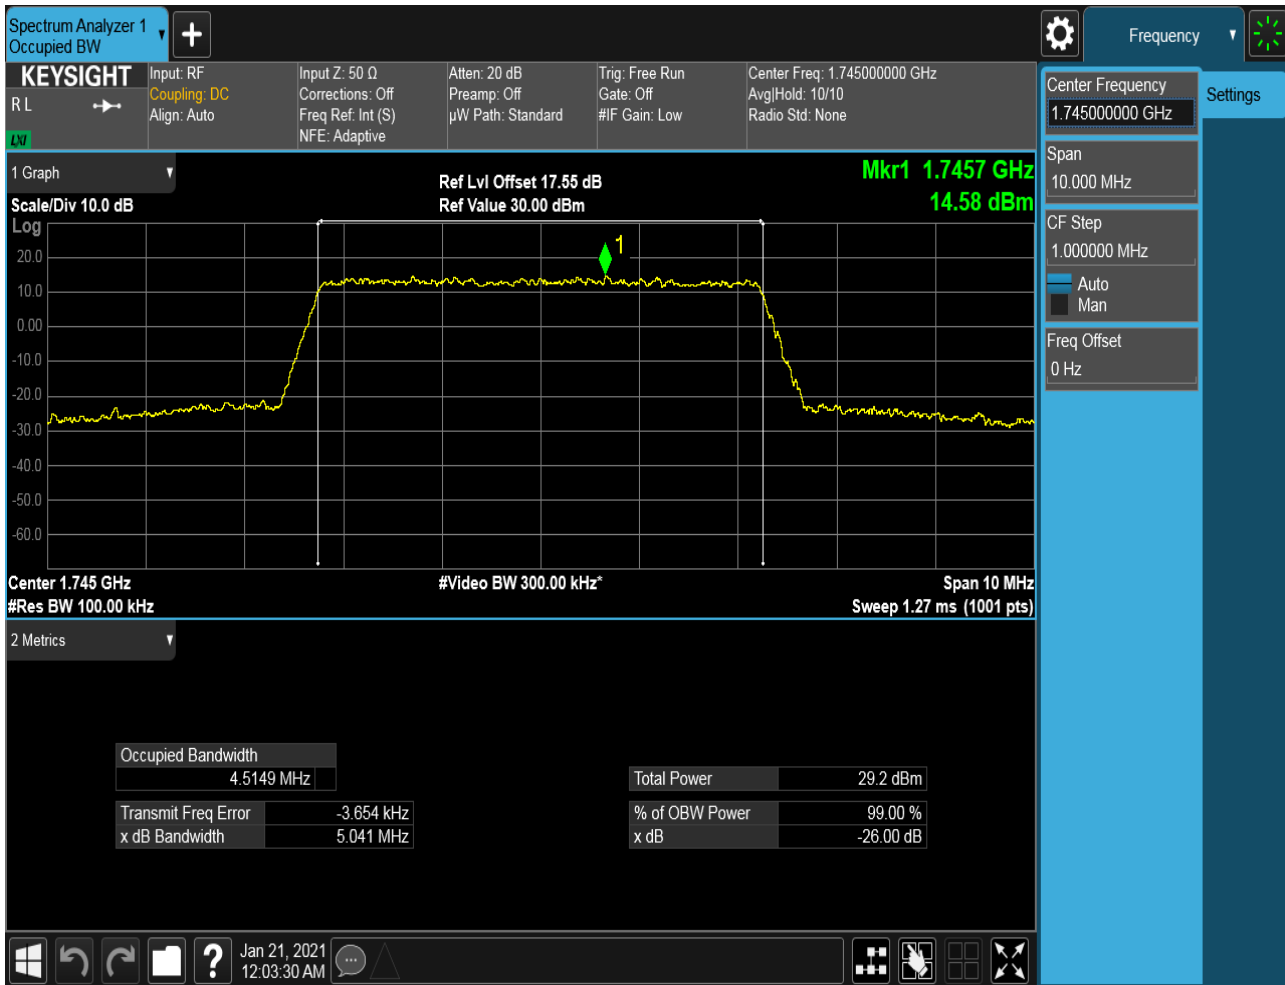 Spectrum Analyzer 1
Occupied BW
Frequency
KEYSIGHT
R L
LXI
Input: RF
Coupling: DC
Align: Auto
Input Z: 50 Ω
Corrections: Off
Freq Ref: Int (S)
NFE: Adaptive
Atten: 20 dB
Preamp: Off
µW Path: Standard
Trig: Free Run
Gate: Off
#IF Gain: Low
Center Freq: 1.745000000 GHz
Avg|Hold: 10/10
Radio Std: None
Center Frequency
1.745000000 GHz
Settings
Span
10.000 MHz
CF Step
1.000000 MHz
Auto
Man
Freq Offset
0 Hz
1 Graph
Scale/Div 10.0 dB
Ref Lvl Offset 17.55 dB
Ref Value 30.00 dBm
Mkr1 1.7457 GHz
14.58 dBm
Log
1
20.0
10.0
0.00
-10.0
-20.0
-30.0
-40.0
-50.0
-60.0
Center 1.745 GHz
#Res BW 100.00 kHz
#Video BW 300.00 kHz*
Span 10 MHz
Sweep 1.27 ms (1001 pts)
2 Metrics
Occupied Bandwidth
4.5149 MHz
Transmit Freq Error -3.654 kHz
x dB Bandwidth 5.041 MHz
Total Power 29.2 dBm
% of OBW Power 99.00 %
x dB -26.00 dB
?
Jan 21, 2021
12:03:30 AM